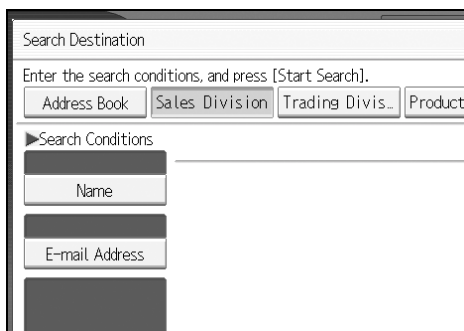 Search Destination
Enter the search conditions, and press [Start Search].
Address Book Sales Division Trading Divis... Product
▶Search Conditions
Name
E-mail Address